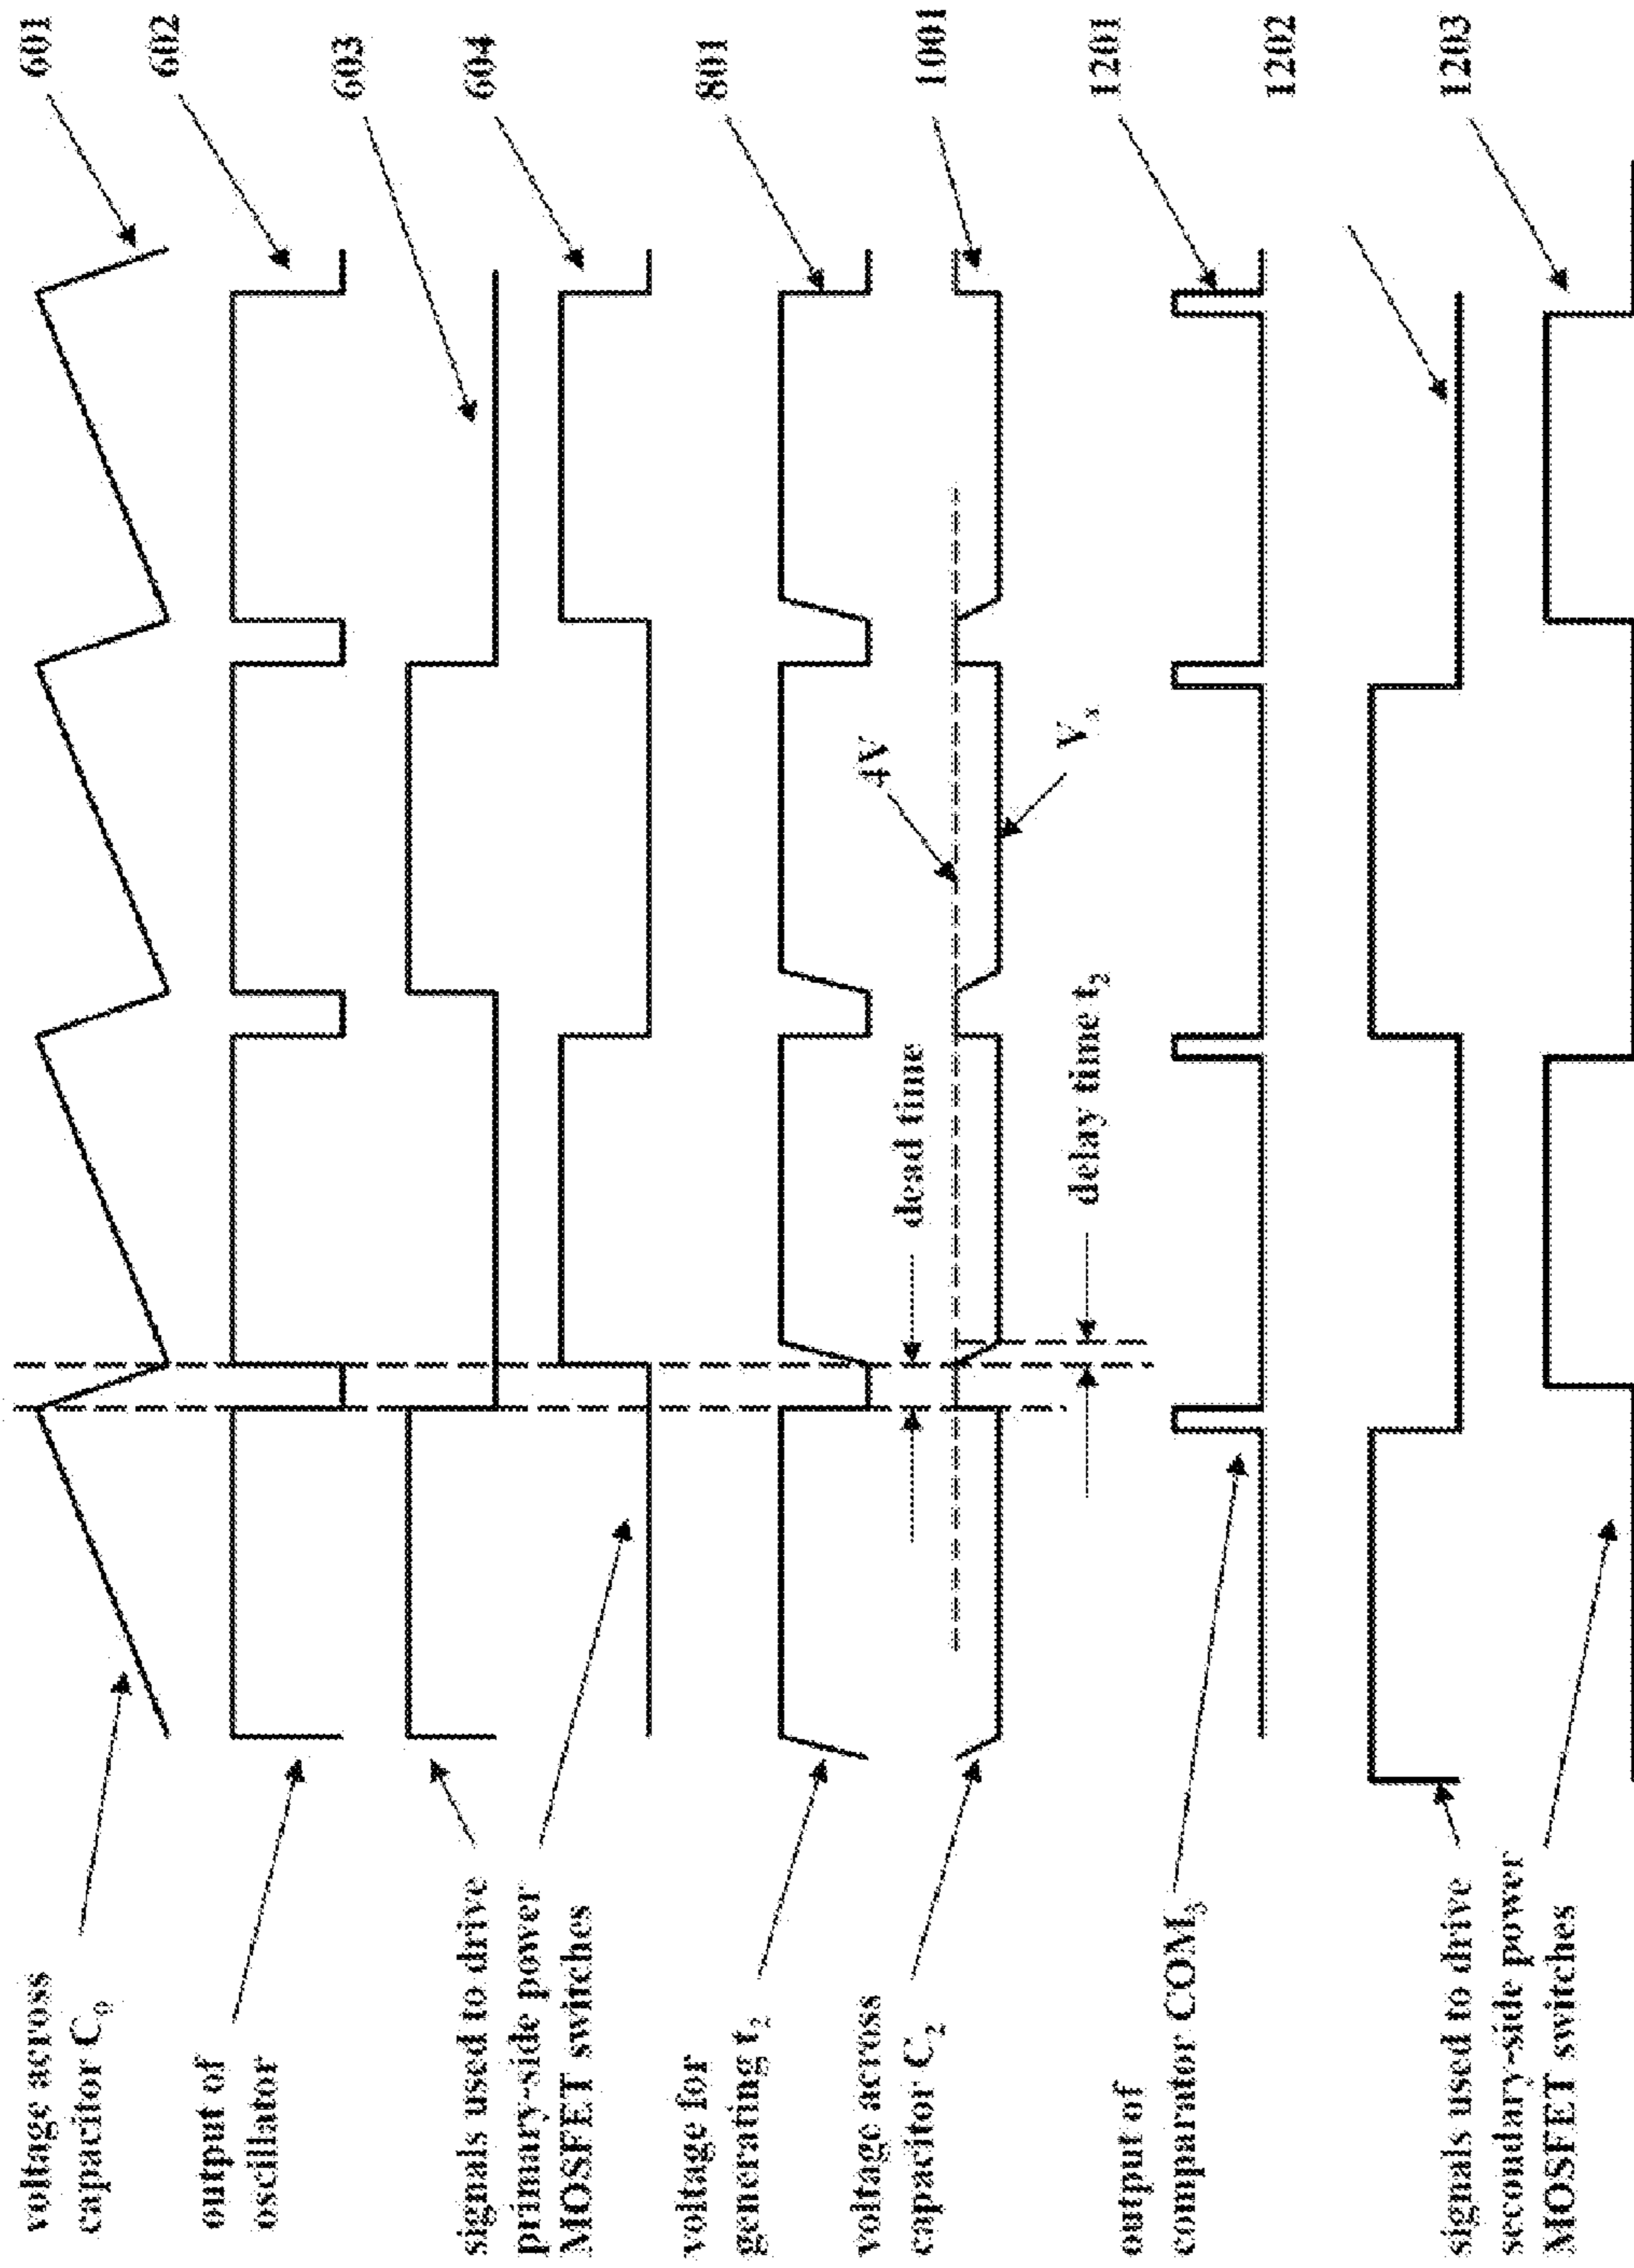 voltage across
capacitor C₀
601
output of
oscillator
602
signals used to drive
primary-side power
MOSFET switches
603
604
voltage for
generating t₂
801
voltage across
capacitor C₂
1001
4V
Vₓ
dead time
delay time t₂
output of
comparator COM₃
1201
signals used to drive
secondary-side power
MOSFET switches
1202
1203